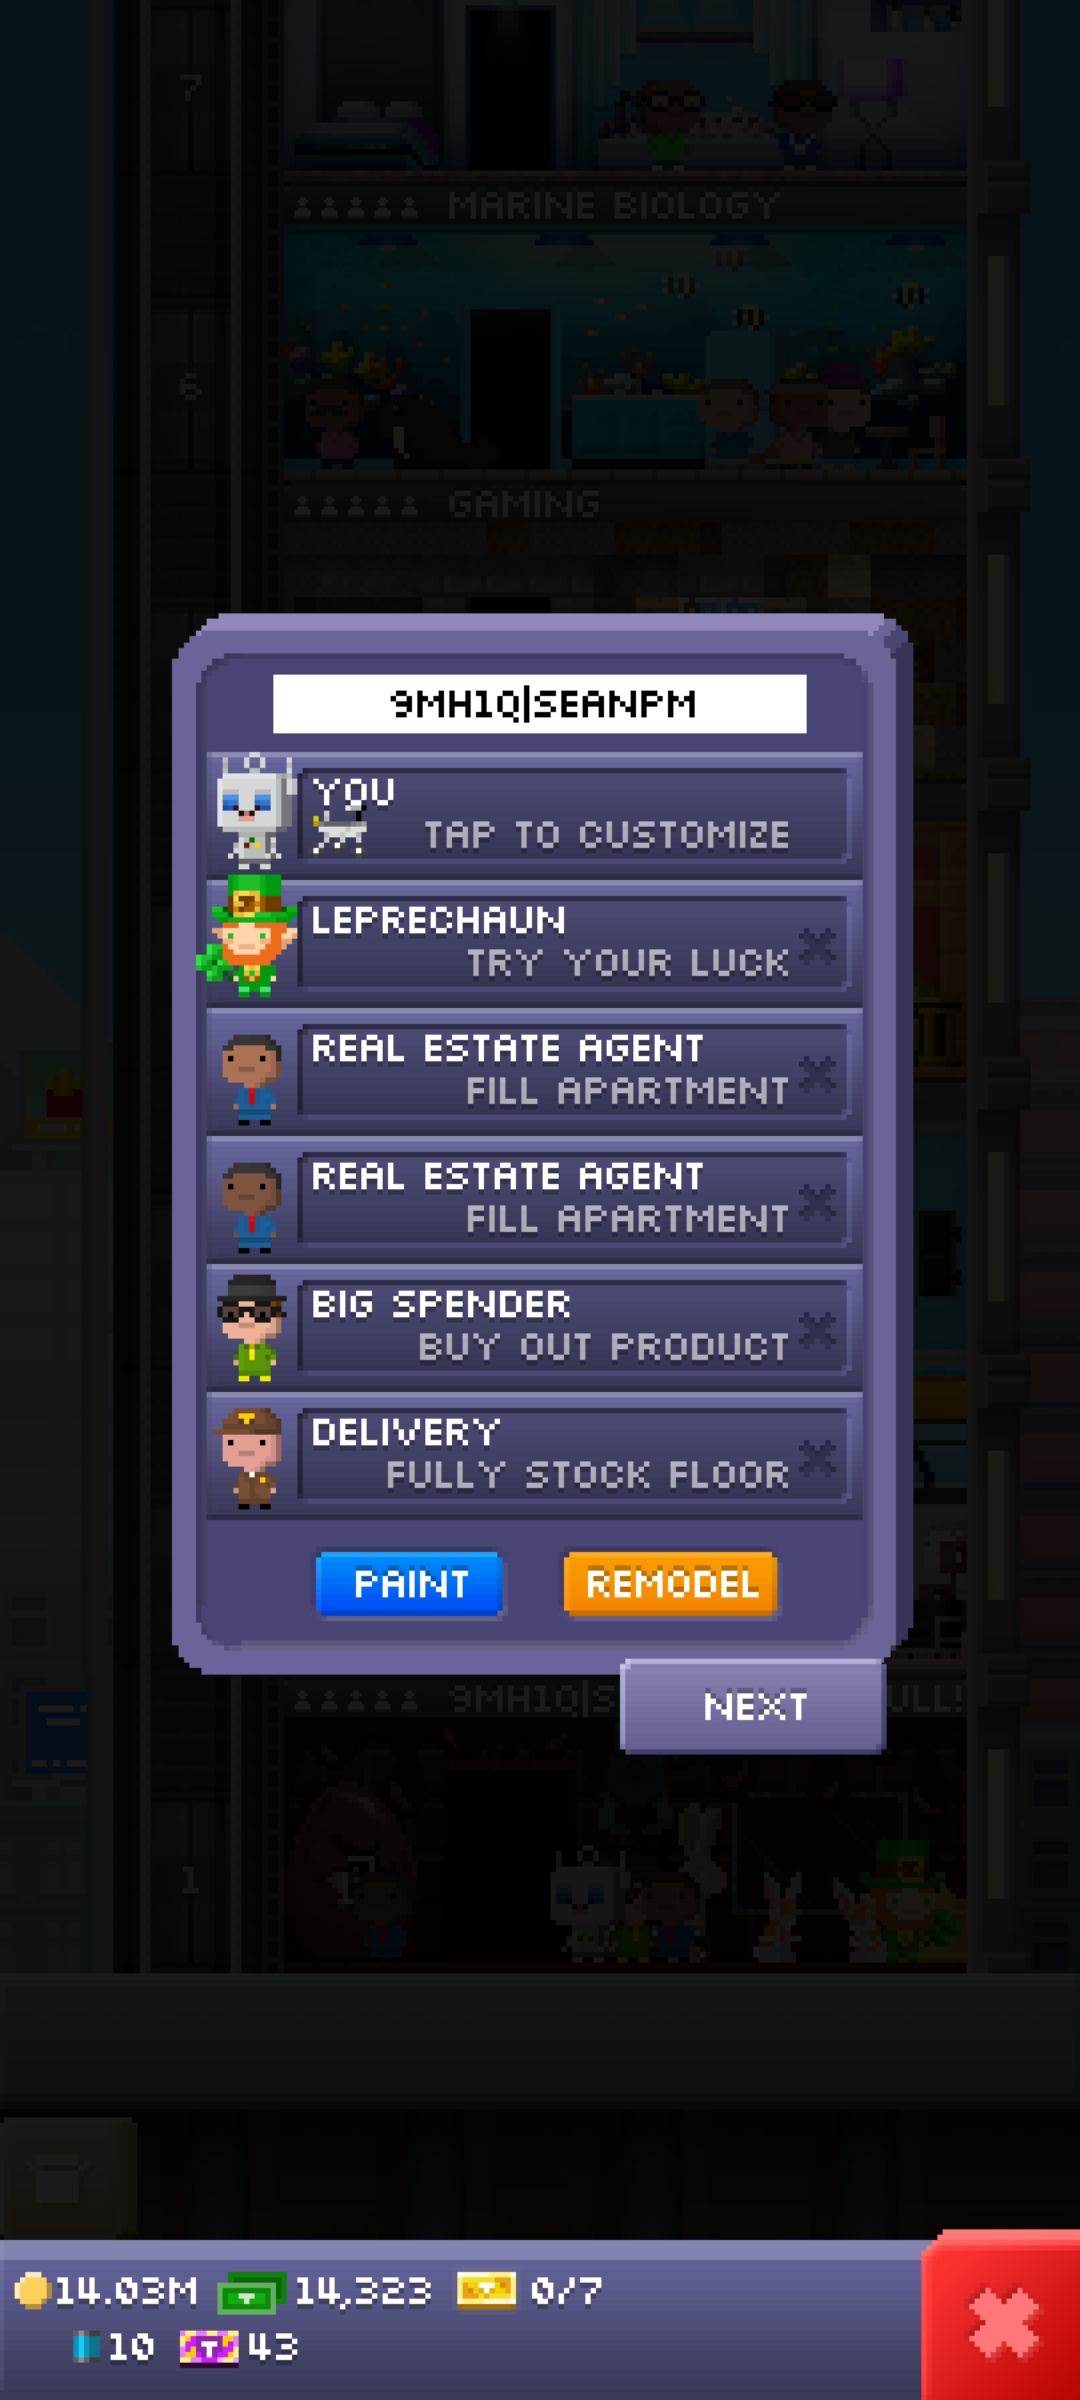 7
MARINE BIOLOGY
6
GAMING
9MH1Q|SEANPM
YOU
TAP TO CUSTOMIZE
LEPRECHAUN
TRY YOUR LUCK
REAL ESTATE AGENT
FILL APARTMENT
REAL ESTATE AGENT
FILL APARTMENT
BIG SPENDER
BUY OUT PRODUCT
DELIVERY
FULLY STOCK FLOOR
PAINT REMODEL
NEXT
1
14.03M 14,323 0/7
10 43